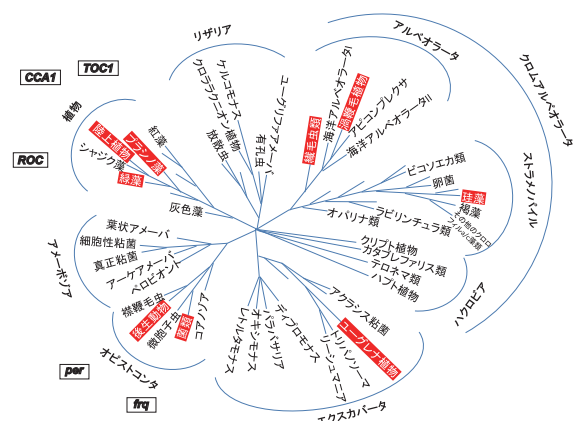 リザリア
アルベオラータ
クロムアルベオラータ
ストラメノパイル
ハクロビア
エクスカバータ
オピストコンタ
アメーボゾア
植物
CCA1
TOC1
ROC
per
frq
紅藻
プラシノ藻
陸上植物
シャジク藻
緑藻
灰色藻
ケルコモナス
クロララクニオン植物
放散虫
有孔虫
ユーグリファアメーバ
繊毛虫類
海洋アルベオラータI
渦鞭毛植物
アピコンプレクサ
海洋アルベオラータII
ビコソエカ類
卵菌
珪藻
褐藻
その他のクロロ
フィルa/c藻類
ラビリンチュラ類
オパリナ類
クリプト植物
カタブレファリス類
テロネマ類
ハプト植物
アクラシス粘菌
ユーグレナ植物
トリパノソーマ
リーシュマニア
ディプロモナス
パラバサリア
オキシモナス
レトルタモナス
コアノゾア
菌類
微胞子虫
後生動物
襟鞭毛虫
ペロビオント
アーケアメーバ
真正粘菌
細胞性粘菌
葉状アメーバ